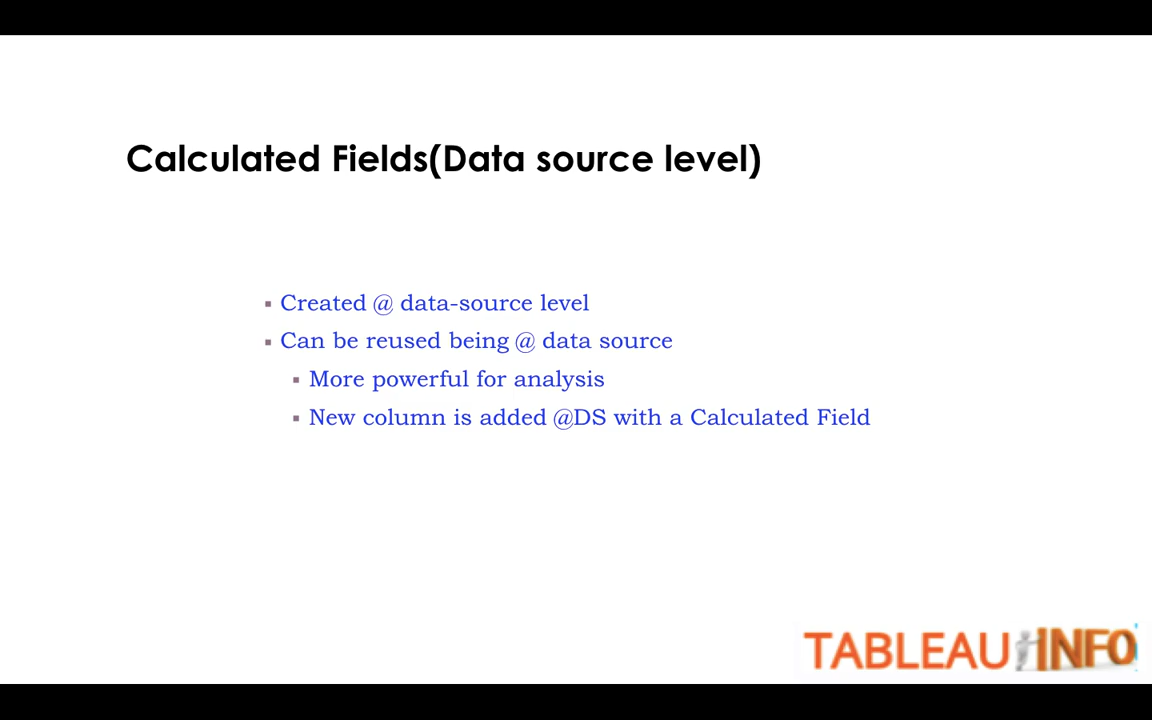 Calculated Fields(Data source level)
▪ Created @ data-source level
▪ Can be reused being @ data source
▪ More powerful for analysis
▪ New column is added @DS with a Calculated Field
TABLEAU INFO